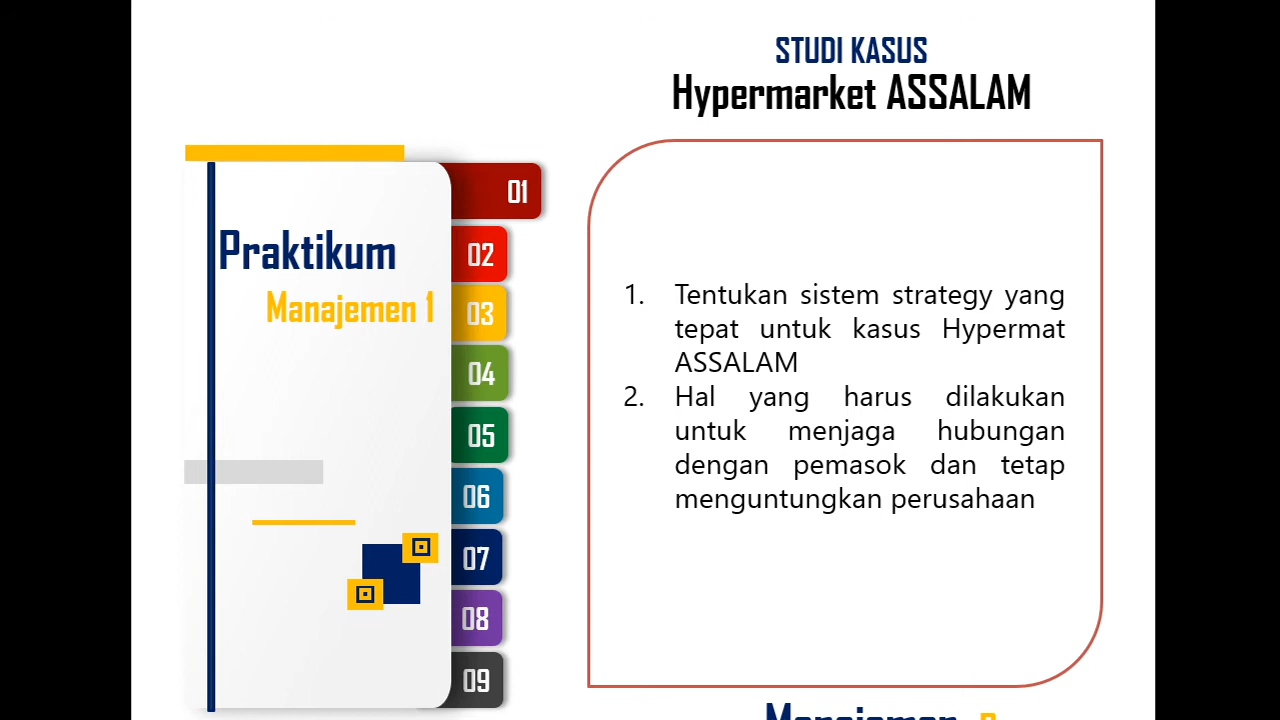 STUDI KASUS
Hypermarket ASSALAM
Praktikum
Manajemen 1
01
02
03
04
05
06
07
08
09
1. Tentukan sistem strategy yang
tepat untuk kasus Hypermat
ASSALAM
2. Hal yang harus dilakukan
untuk menjaga hubungan
dengan pemasok dan tetap
menguntungkan perusahaan
Manajemen